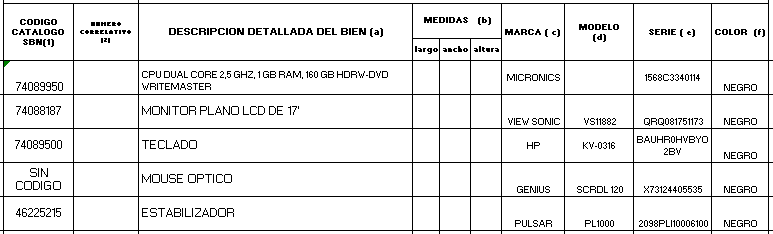 CODIGO CATALOGO SBN(1)
NUMERO CORRELATIVO (2)
DESCRIPCION DETALLADA DEL BIEN (a)
MEDIDAS (b)
largo ancho altura
MARCA ( c)
MODELO (d)
SERIE ( e)
COLOR (f)
74089950 CPU DUAL CORE 2,5 GHZ, 1 GB RAM, 160 GB HDRW-DVD WRITEMASTER MICRONICS 1568C3340114 NEGRO
74088187 MONITOR PLANO LCD DE 17' VIEW SONIC VS11882 QRQ081751173 NEGRO
74089500 TECLADO HP KV-0316 BAUHR0HVBYO2BV NEGRO
SIN CODIGO MOUSE OPTICO GENIUS SCRDL 120 X73124405535 NEGRO
46225215 ESTABILIZADOR PULSAR PL1000 2098PLI10006100 NEGRO